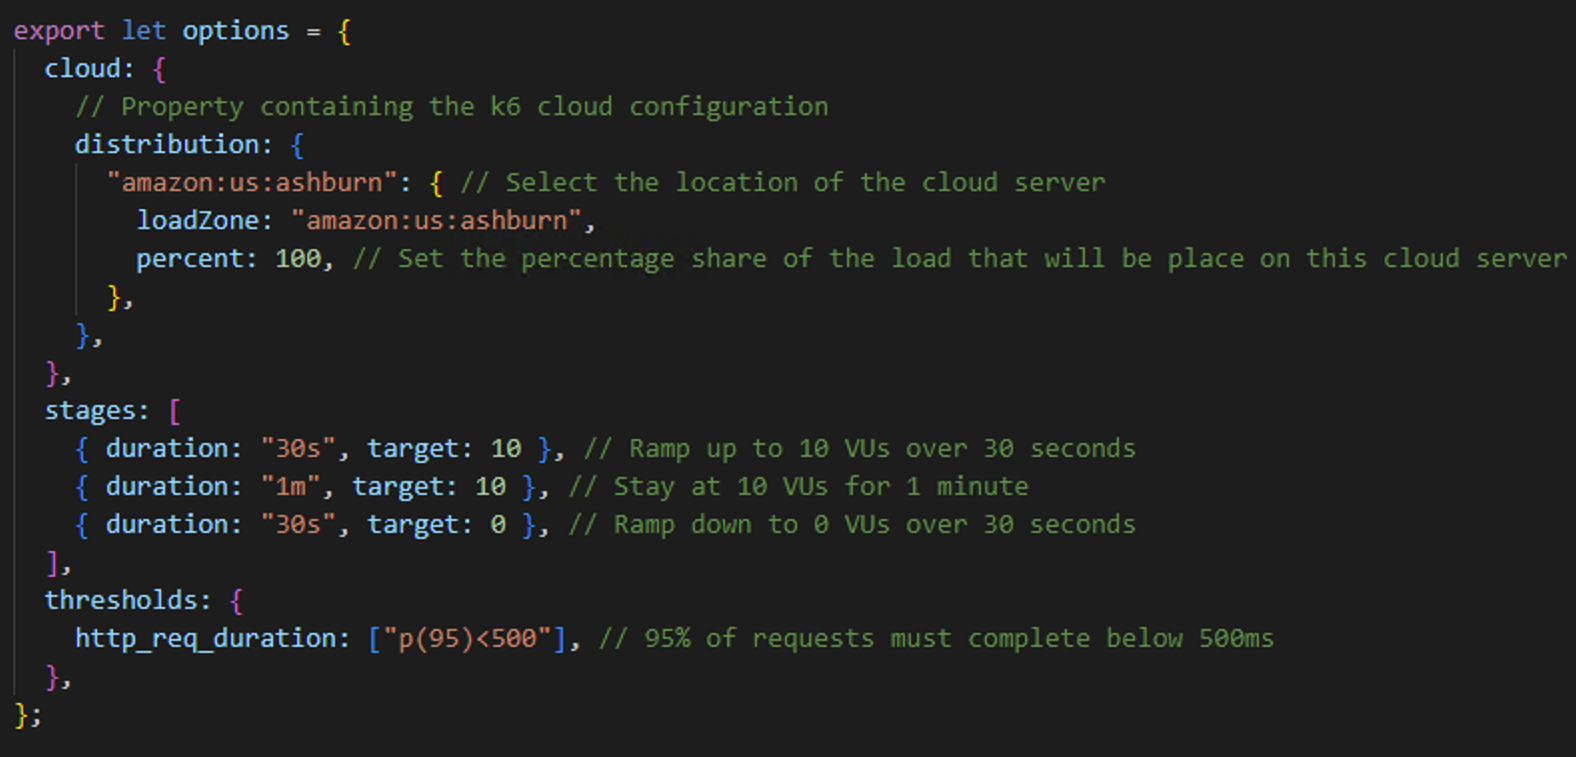 export let options = {
cloud: {
// Property containing the k6 cloud configuration
distribution: {
"amazon:us:ashburn": { // Select the location of the cloud server
loadZone: "amazon:us:ashburn",
percent: 100, // Set the percentage share of the load that will be place on this cloud server
},
},
},
stages: [
{ duration: "30s", target: 10 }, // Ramp up to 10 VUs over 30 seconds
{ duration: "1m", target: 10 }, // Stay at 10 VUs for 1 minute
{ duration: "30s", target: 0 }, // Ramp down to 0 VUs over 30 seconds
],
thresholds: {
http_req_duration: ["p(95)<500"], // 95% of requests must complete below 500ms
},
};